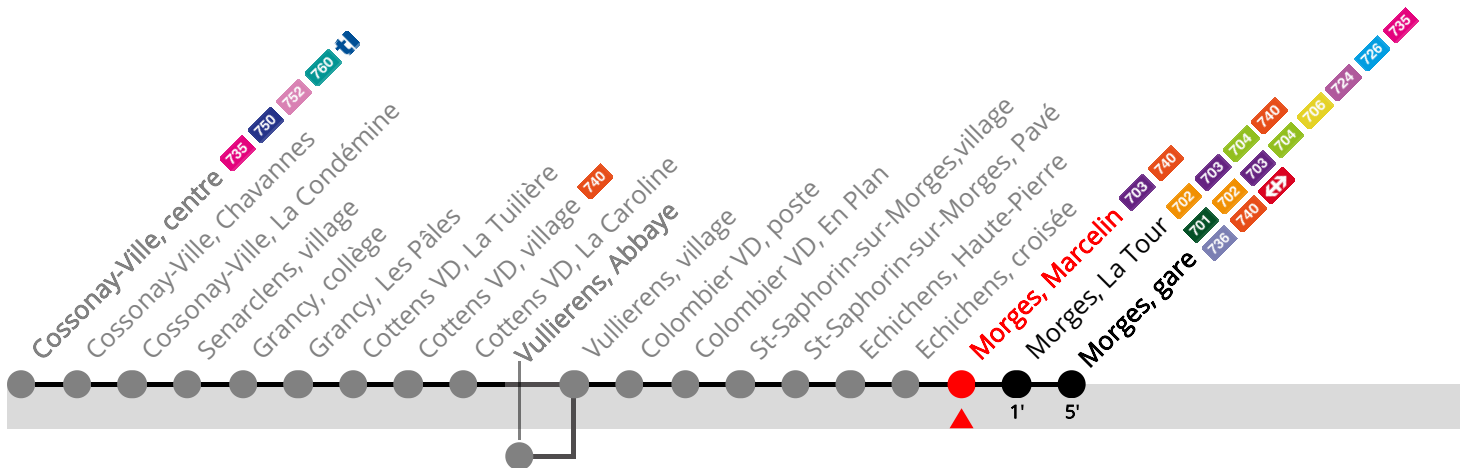 Cossonay-Ville, centre 735 750 752 760 tl
Cossonay-Ville, Chavannes
Cossonay-Ville, La Condémine
Senarclens, village
Grancy, collège
Grancy, Les Pâles
Cottens VD, La Tuilière
Cottens VD, village 740
Cottens VD, La Caroline
Vullierens, Abbaye
Vullierens, village
Colombier VD, poste
Colombier VD, En Plan
St-Saphorin-sur-Morges,village
St-Saphorin-sur-Morges, Pavé
Echichens, Haute-Pierre
Echichens, croisée
Morges, Marcelin 703 740
Morges, La Tour 702 703 704 740
Morges, gare 701 702 703 704 706 724 726 735
736 740
1' 5'